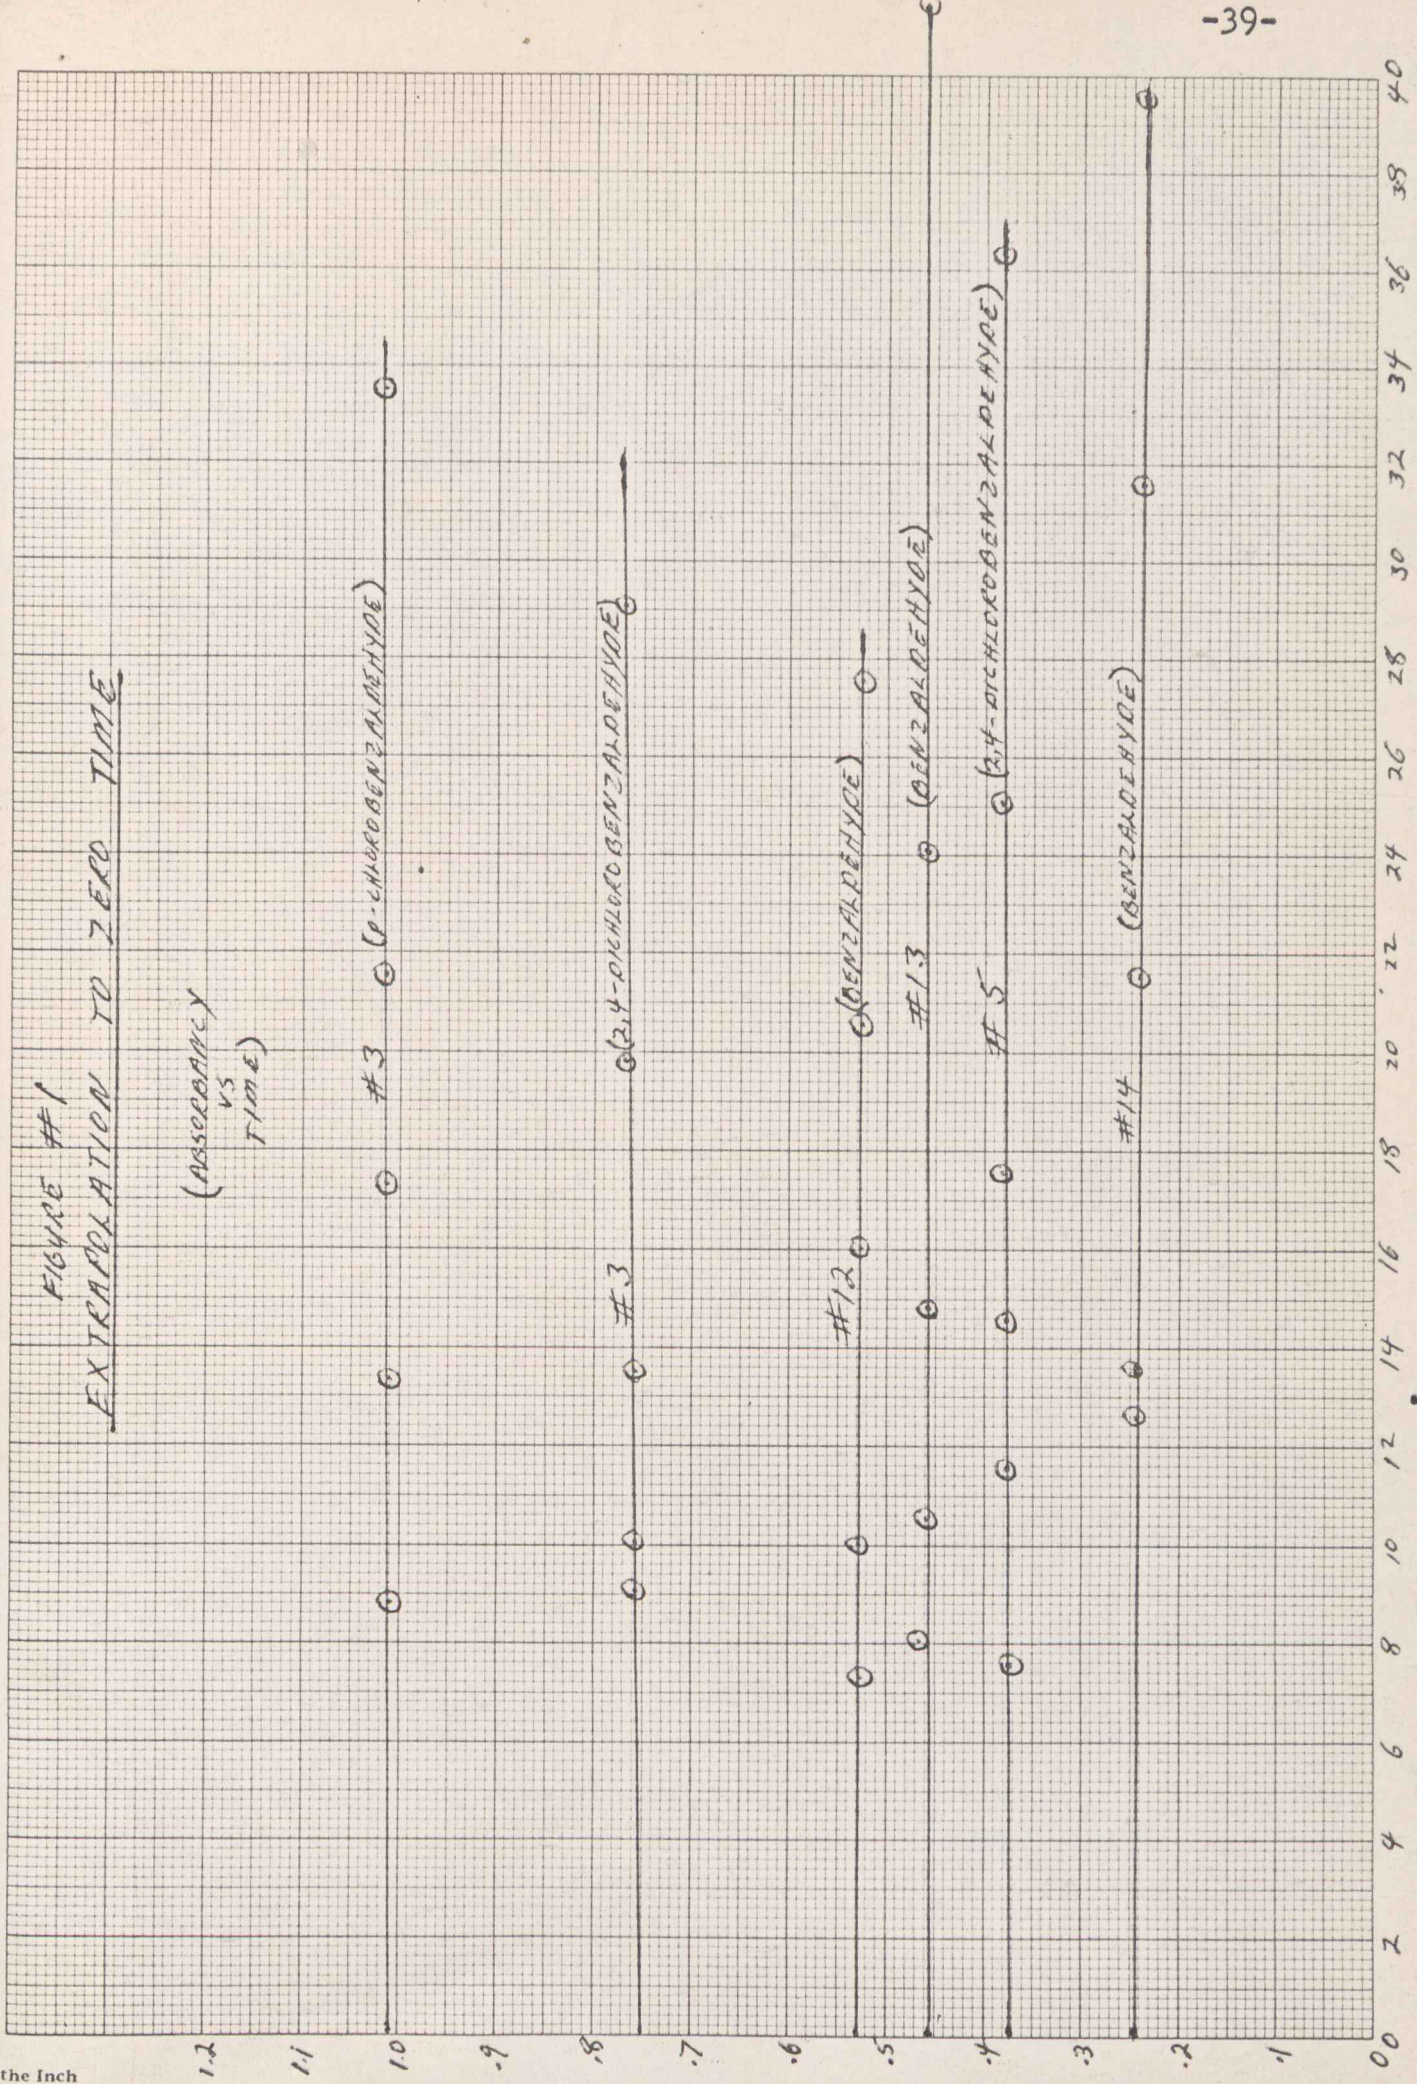 -39-
FIGURE #1
EXTRAPOLATION TO ZERO TIME
(ABSORBANCY
VS
TIME)
1.2
1.1
1.0
#3 (P-CHLOROBENZALDEHYDE)
.9
.8
#3 (2,4-DICHLOROBENZALDEHYDE)
.7
.6
#12 (BENZALDEHYDE)
.5
#13 (BENZALDEHYDE)
.4
#5 (2,4-DICHLOROBENZALDEHYDE)
.3
#14 (BENZALDEHYDE)
.2
.1
0
0 2 4 6 8 10 12 14 16 18 20 22 24 26 28 30 32 34 36 38 40
the Inch